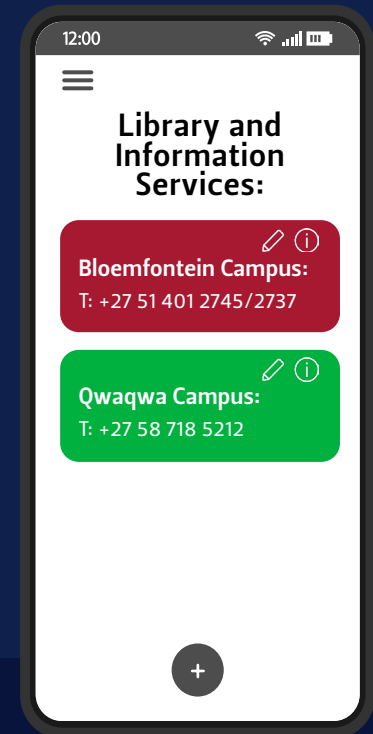 12:00
Library and
Information
Services:
Bloemfontein Campus:
T: +27 51 401 2745/2737
Qwaqwa Campus:
T: +27 58 718 5212
+